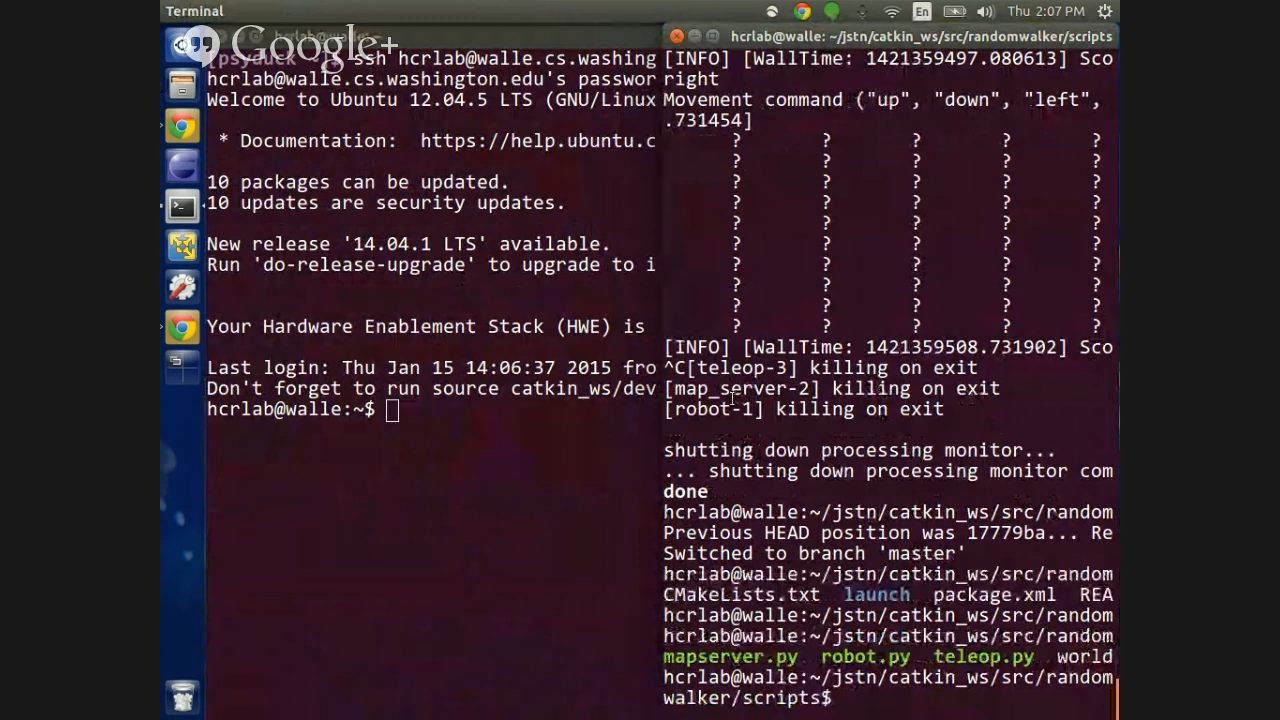 Terminal
En
Thu 2:07 PM
Google+
hcrlab@walle: ~/jstn/catkin_ws/src/randomwalker/scripts
[psyduck ~]$ ssh hcrlab@walle.cs.washing
hcrlab@walle.cs.washington.edu's passwor
Welcome to Ubuntu 12.04.5 LTS (GNU/Linux
* Documentation: https://help.ubuntu.c
10 packages can be updated.
10 updates are security updates.
New release '14.04.1 LTS' available.
Run 'do-release-upgrade' to upgrade to i
Your Hardware Enablement Stack (HWE) is
Last login: Thu Jan 15 14:06:37 2015 fro
Don't forget to run source catkin_ws/dev
hcrlab@walle:~$
[INFO] [WallTime: 1421359497.080613] Sco
right
Movement command ("up", "down", "left",
.731454]
? ? ? ? ?
? ? ? ? ?
? ? ? ? ?
? ? ? ? ?
? ? ? ? ?
? ? ? ? ?
? ? ? ? ?
? ? ? ? ?
? ? ? ? ?
? ? ? ? ?
[INFO] [WallTime: 1421359508.731902] Sco
^C[teleop-3] killing on exit
[map_server-2] killing on exit
[robot-1] killing on exit
shutting down processing monitor...
... shutting down processing monitor com
done
hcrlab@walle:~/jstn/catkin_ws/src/random
Previous HEAD position was 17779ba... Re
Switched to branch 'master'
hcrlab@walle:~/jstn/catkin_ws/src/random
CMakeLists.txt launch package.xml REA
hcrlab@walle:~/jstn/catkin_ws/src/random
hcrlab@walle:~/jstn/catkin_ws/src/random
mapserver.py robot.py teleop.py world
hcrlab@walle:~/jstn/catkin_ws/src/random
walker/scripts$